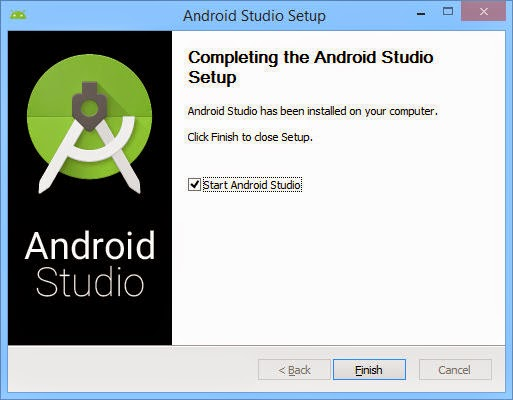 Android Studio Setup
Completing the Android Studio
Setup
Android Studio has been installed on your computer.
Click Finish to close Setup.
Start Android Studio
Android
Studio
< Back
Finish
Cancel